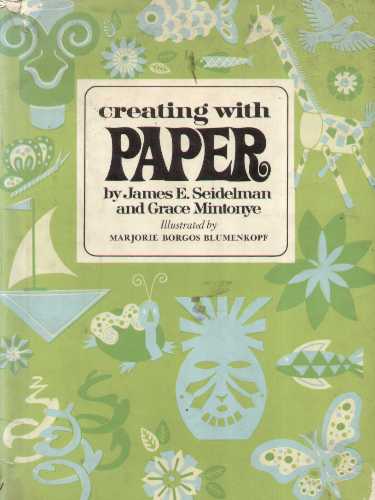 creating with
PAPER
by James E. Seidelman
and Grace Mintonye
Illustrated by
MARJORIE BORGOS BLUMENKOPF